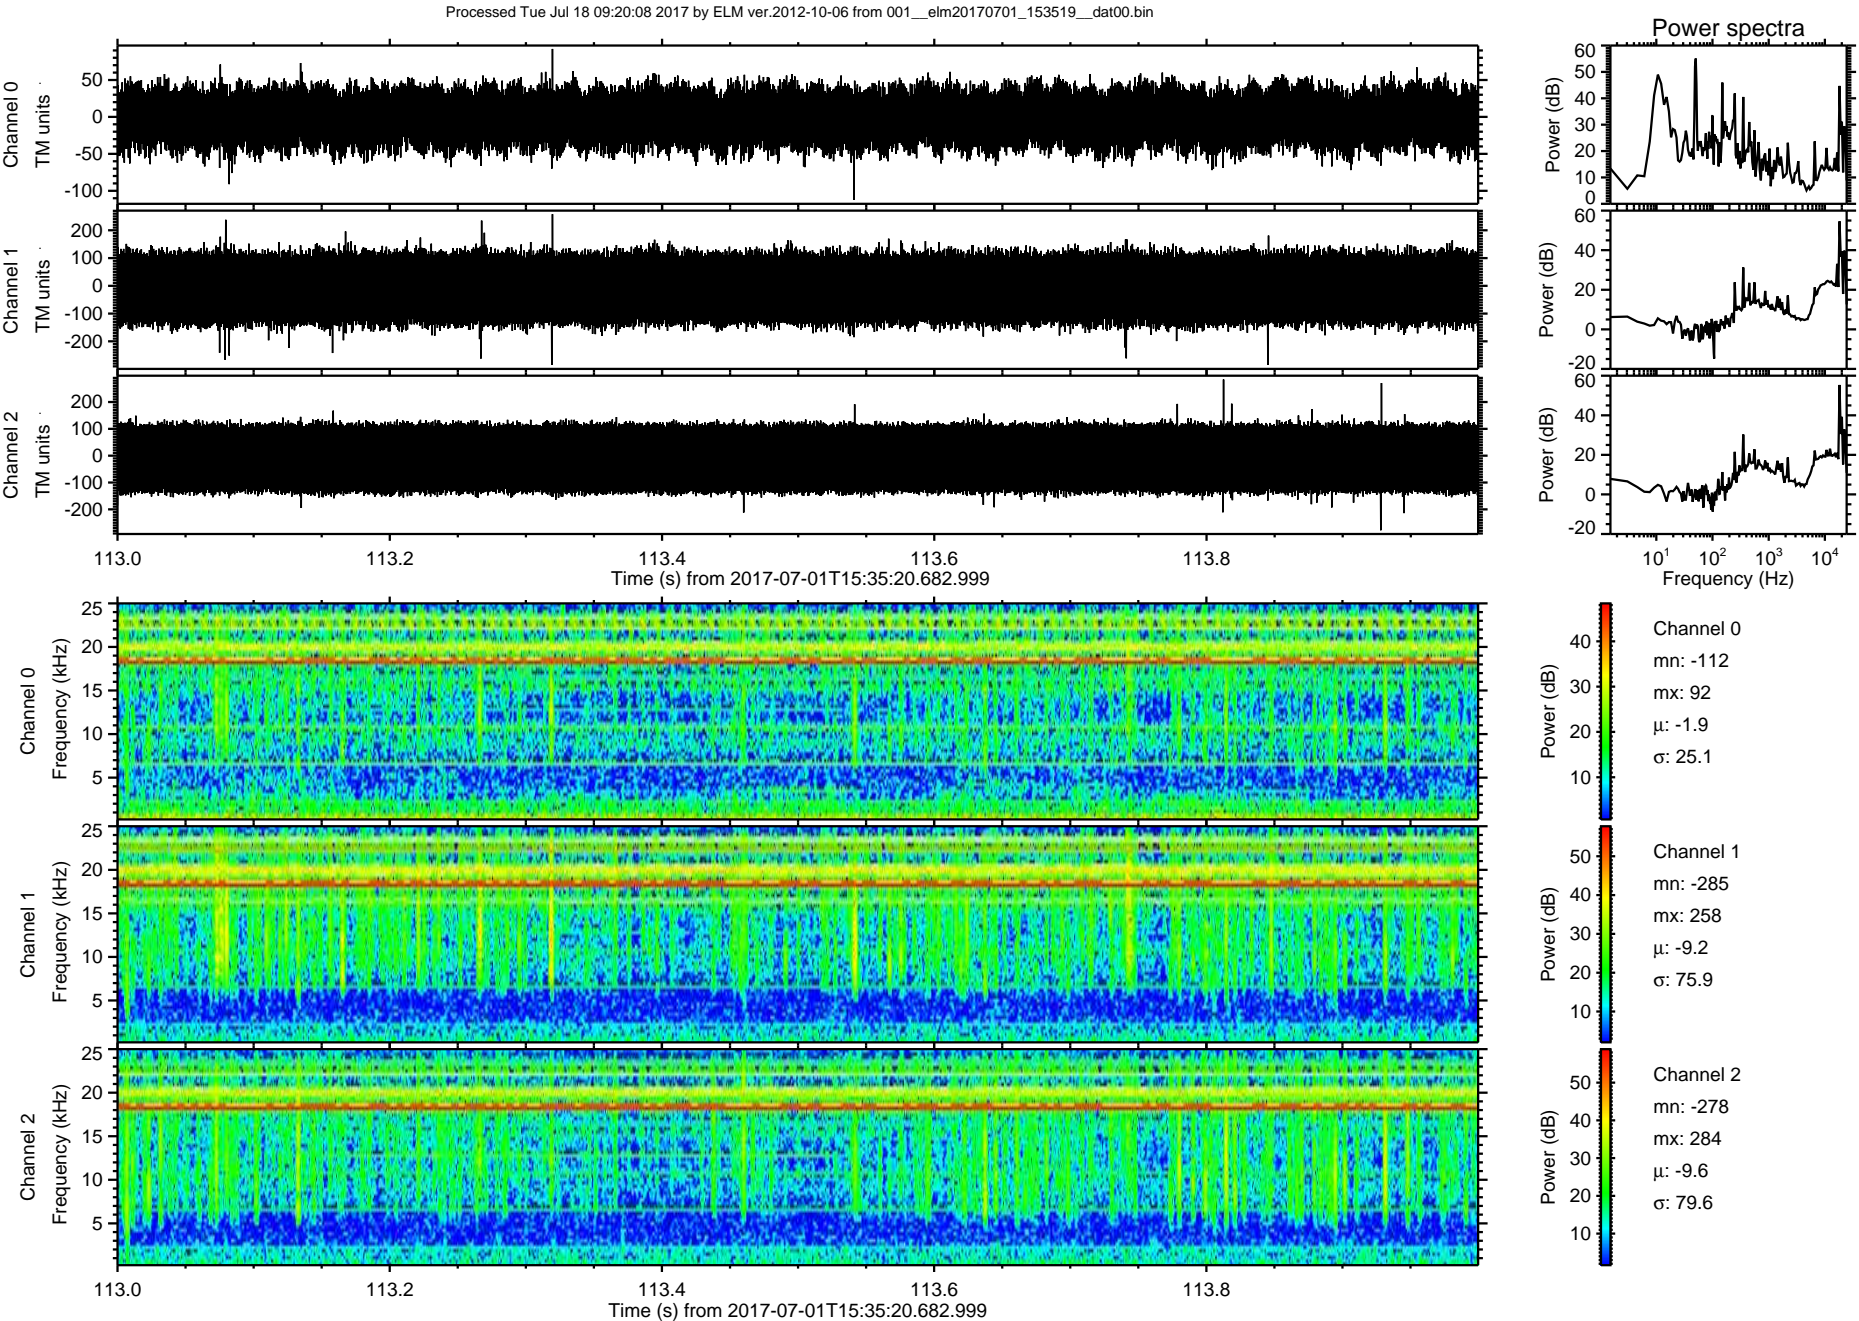 Processed Tue Jul 18 09:20:08 2017 by ELM ver.2012-10-06 from 001__elm20170701_153519__dat00.bin
Power spectra
Channel 0
TM units
50
0
-50
-100
Power (dB)
60
50
40
30
20
10
0
Channel 1
TM units
200
100
0
-100
-200
Power (dB)
60
40
20
0
-20
Channel 2
TM units
200
100
0
-100
-200
Power (dB)
60
40
20
0
-20
113.0 113.2 113.4 113.6 113.8
Time (s) from 2017-07-01T15:35:20.682.999
10^1 10^2 10^3 10^4
Frequency (Hz)
Channel 0
Frequency (kHz)
25
20
15
10
5
Power (dB)
40
30
20
10
Channel 0
mn: -112
mx: 92
μ: -1.9
σ: 25.1
Channel 1
Frequency (kHz)
25
20
15
10
5
Power (dB)
50
40
30
20
10
Channel 1
mn: -285
mx: 258
μ: -9.2
σ: 75.9
Channel 2
Frequency (kHz)
25
20
15
10
5
Power (dB)
50
40
30
20
10
Channel 2
mn: -278
mx: 284
μ: -9.6
σ: 79.6
113.0 113.2 113.4 113.6 113.8
Time (s) from 2017-07-01T15:35:20.682.999